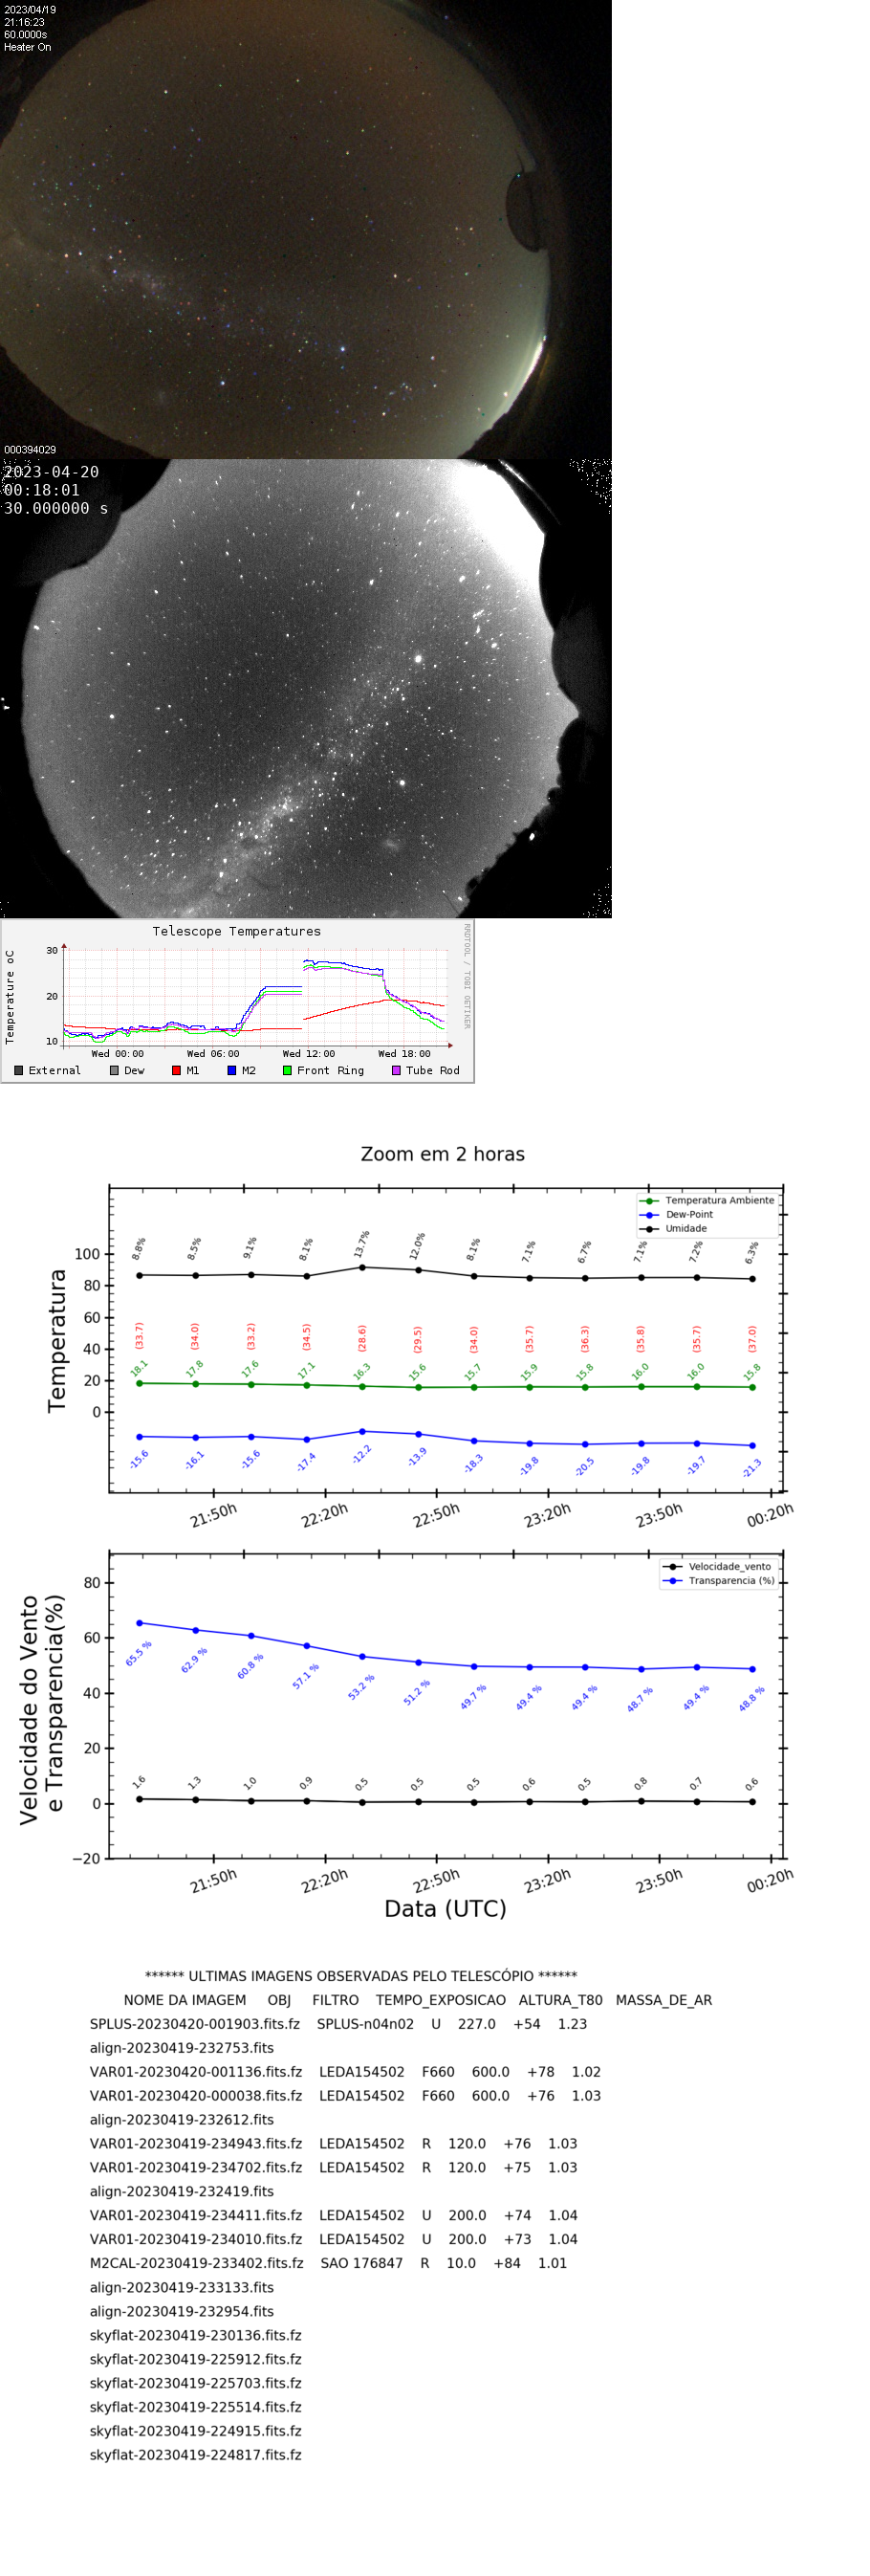 2023/04/19
21:16:23
60.0000s
Heater On
000394029
2023-04-20
00:18:01
30.000000 s
Telescope Temperatures
Temperature oC
30
20
10
Wed 00:00 Wed 06:00 Wed 12:00 Wed 18:00
External Dew M1 M2 Front Ring Tube Rod
RRDTOOL / TOBI OETIKER
Zoom em 2 horas
Temperatura Ambiente
Dew-Point
Umidade
Temperatura
100
80
60
40
20
0
8.8% 8.5% 9.1% 8.1% 13.7% 12.0% 8.1% 7.1% 6.7% 7.1% 7.2% 6.3%
(33.7) (34.0) (33.2) (34.5) (28.6) (29.5) (34.0) (35.7) (36.3) (35.8) (35.7) (37.0)
18.1 17.8 17.6 17.1 16.3 15.6 15.7 15.9 15.8 16.0 16.0 15.8
-15.6 -16.1 -15.6 -17.4 -12.2 -13.9 -18.3 -19.8 -20.5 -19.8 -19.7 -21.3
21:50h 22:20h 22:50h 23:20h 23:50h 00:20h
Velocidade_vento
Transparencia (%)
Velocidade do Vento
e Transparencia(%)
80
60
40
20
0
−20
65.5 % 62.9 % 60.8 % 57.1 % 53.2 % 51.2 % 49.7 % 49.4 % 49.4 % 48.7 % 49.4 % 48.8 %
1.6 1.3 1.0 0.9 0.5 0.5 0.5 0.6 0.5 0.8 0.7 0.6
21:50h 22:20h 22:50h 23:20h 23:50h 00:20h
Data (UTC)
****** ULTIMAS IMAGENS OBSERVADAS PELO TELESCÓPIO ******
NOME DA IMAGEM OBJ FILTRO TEMPO_EXPOSICAO ALTURA_T80 MASSA_DE_AR
SPLUS-20230420-001903.fits.fz SPLUS-n04n02 U 227.0 +54 1.23
align-20230419-232753.fits
VAR01-20230420-001136.fits.fz LEDA154502 F660 600.0 +78 1.02
VAR01-20230420-000038.fits.fz LEDA154502 F660 600.0 +76 1.03
align-20230419-232612.fits
VAR01-20230419-234943.fits.fz LEDA154502 R 120.0 +76 1.03
VAR01-20230419-234702.fits.fz LEDA154502 R 120.0 +75 1.03
align-20230419-232419.fits
VAR01-20230419-234411.fits.fz LEDA154502 U 200.0 +74 1.04
VAR01-20230419-234010.fits.fz LEDA154502 U 200.0 +73 1.04
M2CAL-20230419-233402.fits.fz SAO 176847 R 10.0 +84 1.01
align-20230419-233133.fits
align-20230419-232954.fits
skyflat-20230419-230136.fits.fz
skyflat-20230419-225912.fits.fz
skyflat-20230419-225703.fits.fz
skyflat-20230419-225514.fits.fz
skyflat-20230419-224915.fits.fz
skyflat-20230419-224817.fits.fz